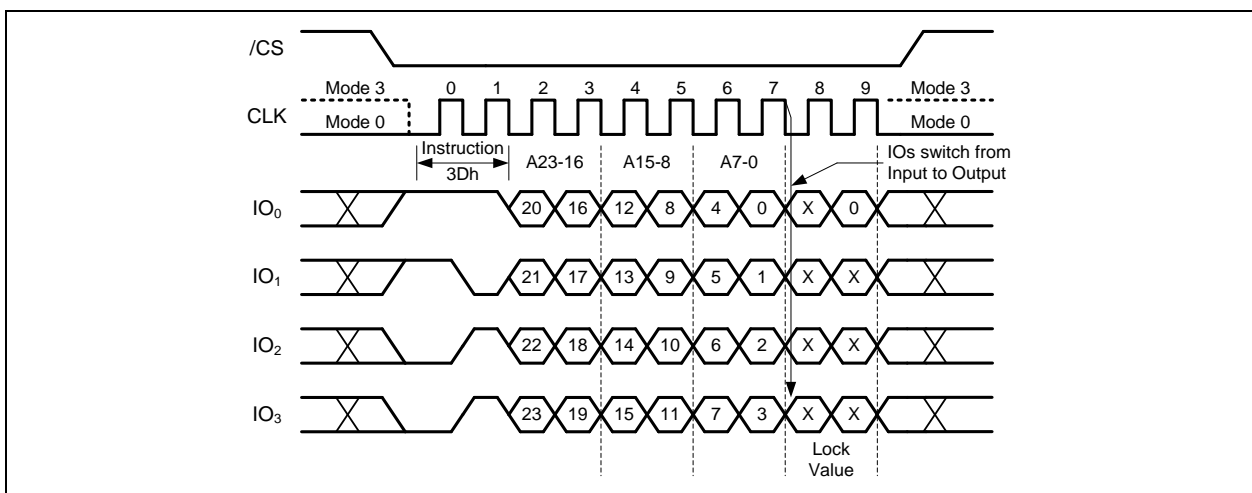 /CS
Mode 3 0 1 2 3 4 5 6 7 8 9 Mode 3
CLK
Mode 0 Mode 0
Instruction
3Dh
A23-16 A15-8 A7-0
IOs switch from
Input to Output
IO0 20 16 12 8 4 0 X 0
IO1 21 17 13 9 5 1 X X
IO2 22 18 14 10 6 2 X X
IO3 23 19 15 11 7 3 X X
Lock
Value